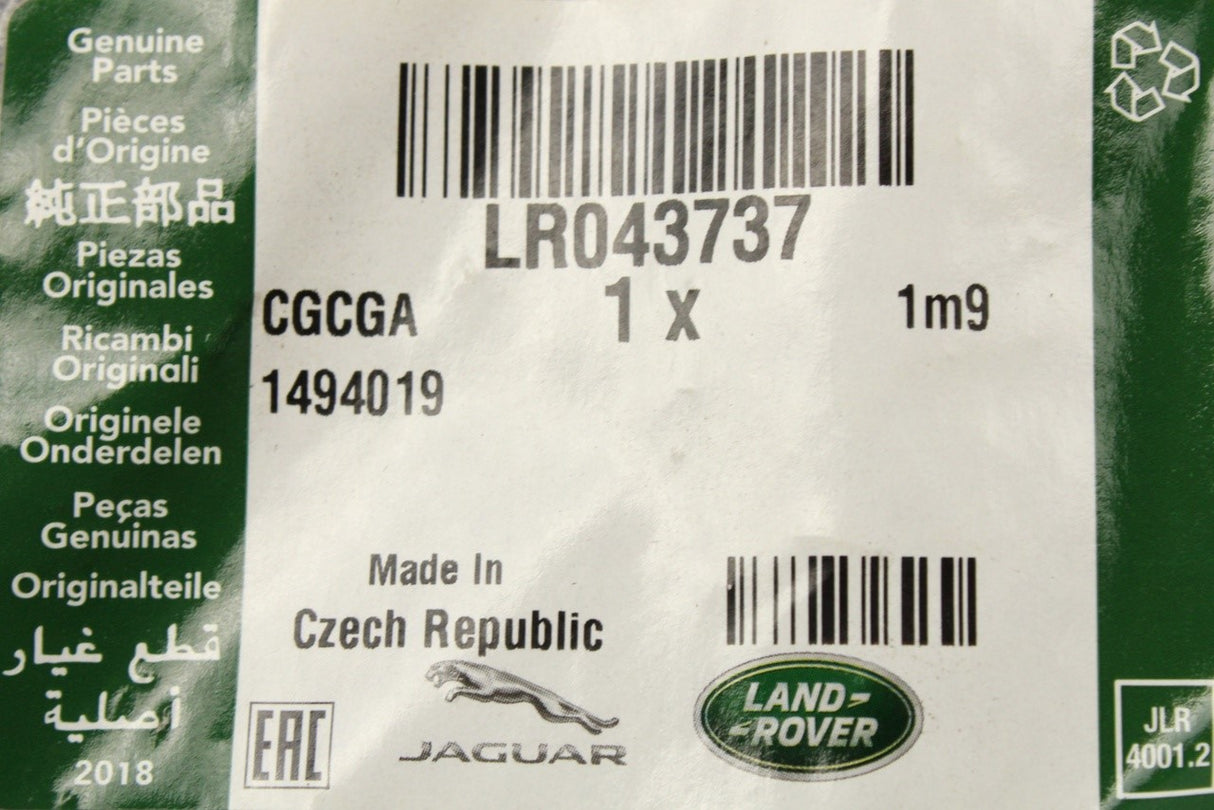 Genuine
Parts
Pièces
d'Origine
純正部品
Piezas
Originales
Ricambi
Originali
Originele
Onderdelen
Peças
Genuinas
Originalteile
قطع غيار
أصلية
2018
LR043737
CGCGA
1 x
1m9
1494019
Made In
Czech Republic
EAC
JAGUAR
LAND-
-ROVER
JLR
4001.2